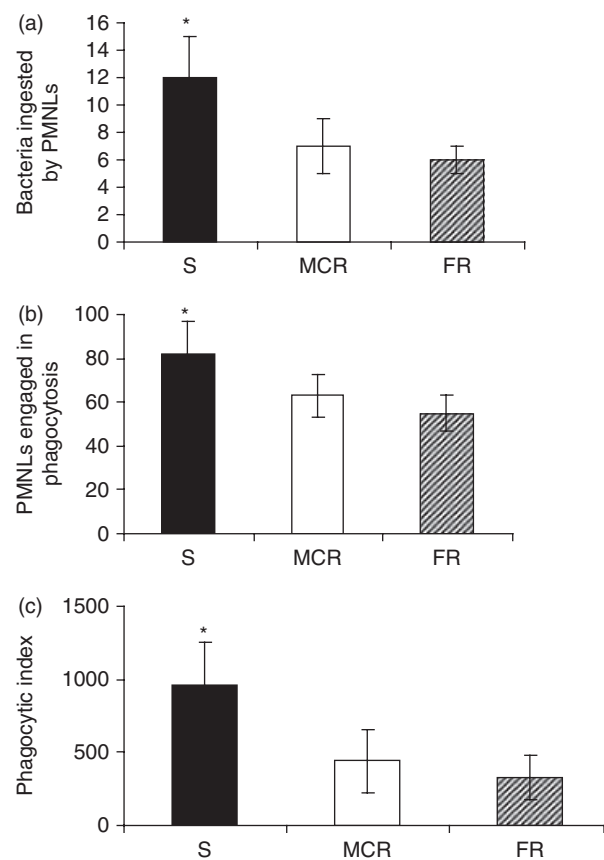 (a)
Bacteria ingested
by PMNLs
16
14
12
10
8
6
4
2
0
*
S MCR FR
(b)
PMNLs engaged in
phagocytosis
100
80
60
40
20
0
*
S MCR FR
(c)
Phagocytic index
1500
1000
500
0
*
S MCR FR